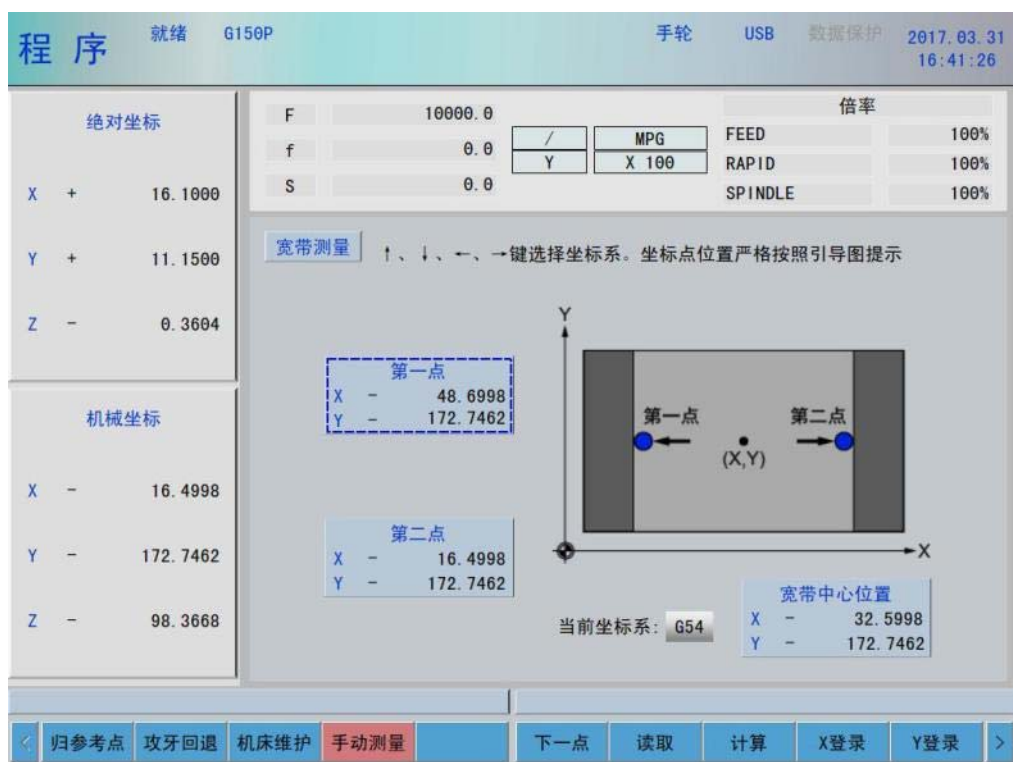 程 序 就绪 G150P 手轮 USB 数据保护 2017.03.31
16:41:26
绝对坐标
X + 16.1000
Y + 11.1500
Z - 0.3604
机械坐标
X - 16.4998
Y - 172.7462
Z - 98.3668
F 10000.0
f 0.0
S 0.0
/ MPG
Y X 100
倍率
FEED 100%
RAPID 100%
SPINDLE 100%
宽带测量 ↑、↓、←、→键选择坐标系。坐标点位置严格按照引导图提示
第一点
X - 48.6998
Y - 172.7462
第二点
X - 16.4998
Y - 172.7462
Y
第一点 第二点
(X,Y)
X
当前坐标系: G54
宽带中心位置
X - 32.5998
Y - 172.7462
< 归参考点 攻牙回退 机床维护 手动测量 下一点 读取 计算 X登录 Y登录 >